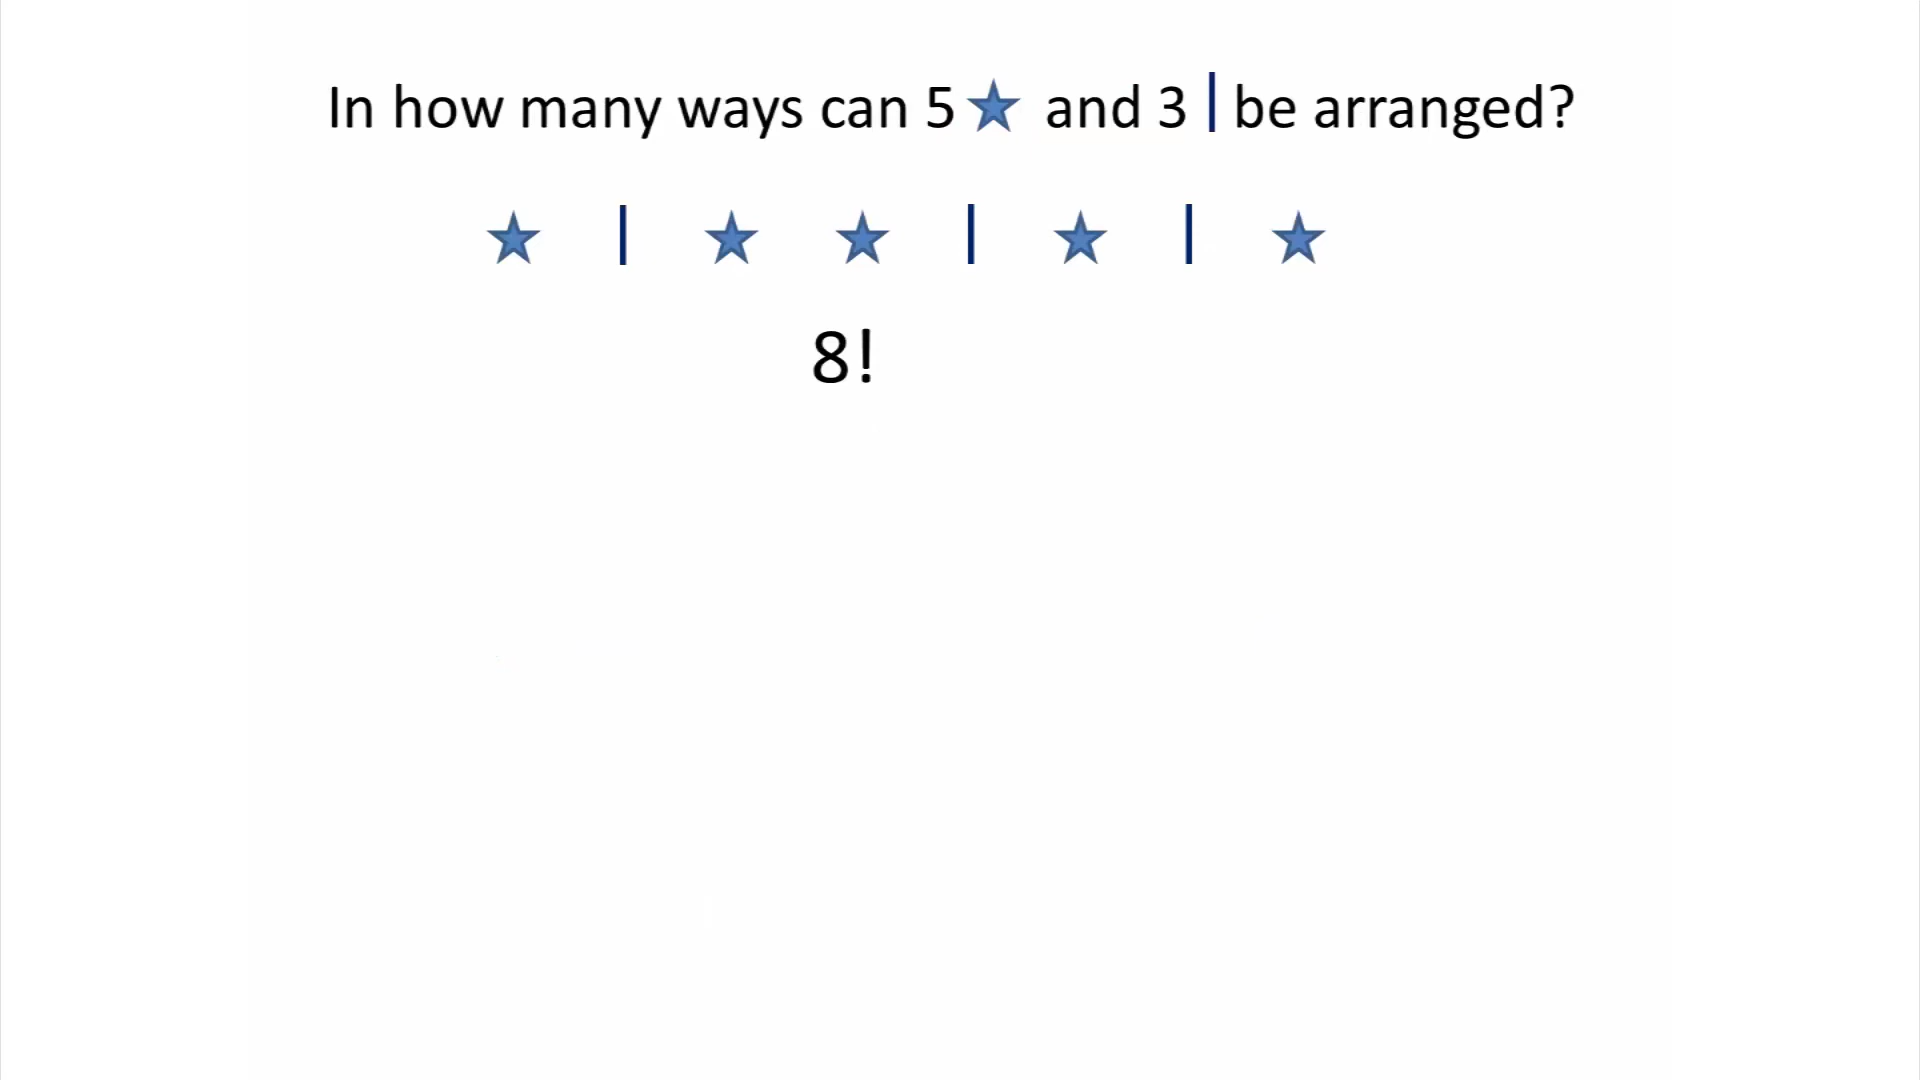 In how many ways can 5 ★ and 3 | be arranged?
★ | ★ ★ | ★ | ★
8!